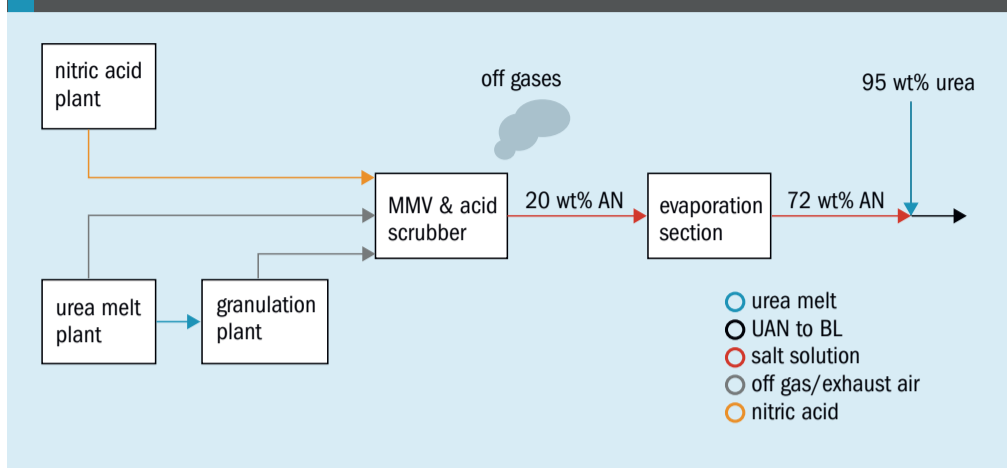 nitric acid
plant
off gases
95 wt% urea
MMV & acid
scrubber
20 wt% AN
evaporation
section
72 wt% AN
urea melt
plant
granulation
plant
urea melt
UAN to BL
salt solution
off gas/exhaust air
nitric acid